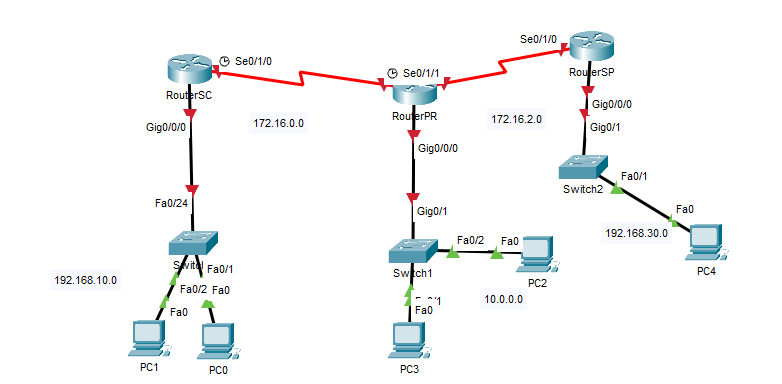 Se0/1/0
RouterSP
Se0/1/0
Se0/1/1
RouterSC
RouterPR
Gig0/0/0
172.16.0.0
172.16.2.0
Gig0/0/0
Gig0/1
Gig0/0/0
Fa0/24
Gig0/1
Switch2
Fa0/1
Fa0
192.168.30.0
PC4
Fa0/2
Fa0
Switch1
PC2
Fa0/1
192.168.10.0
Fa0/2
Fa0
Fa0
10.0.0.0
Fa0
PC1
PC0
PC3